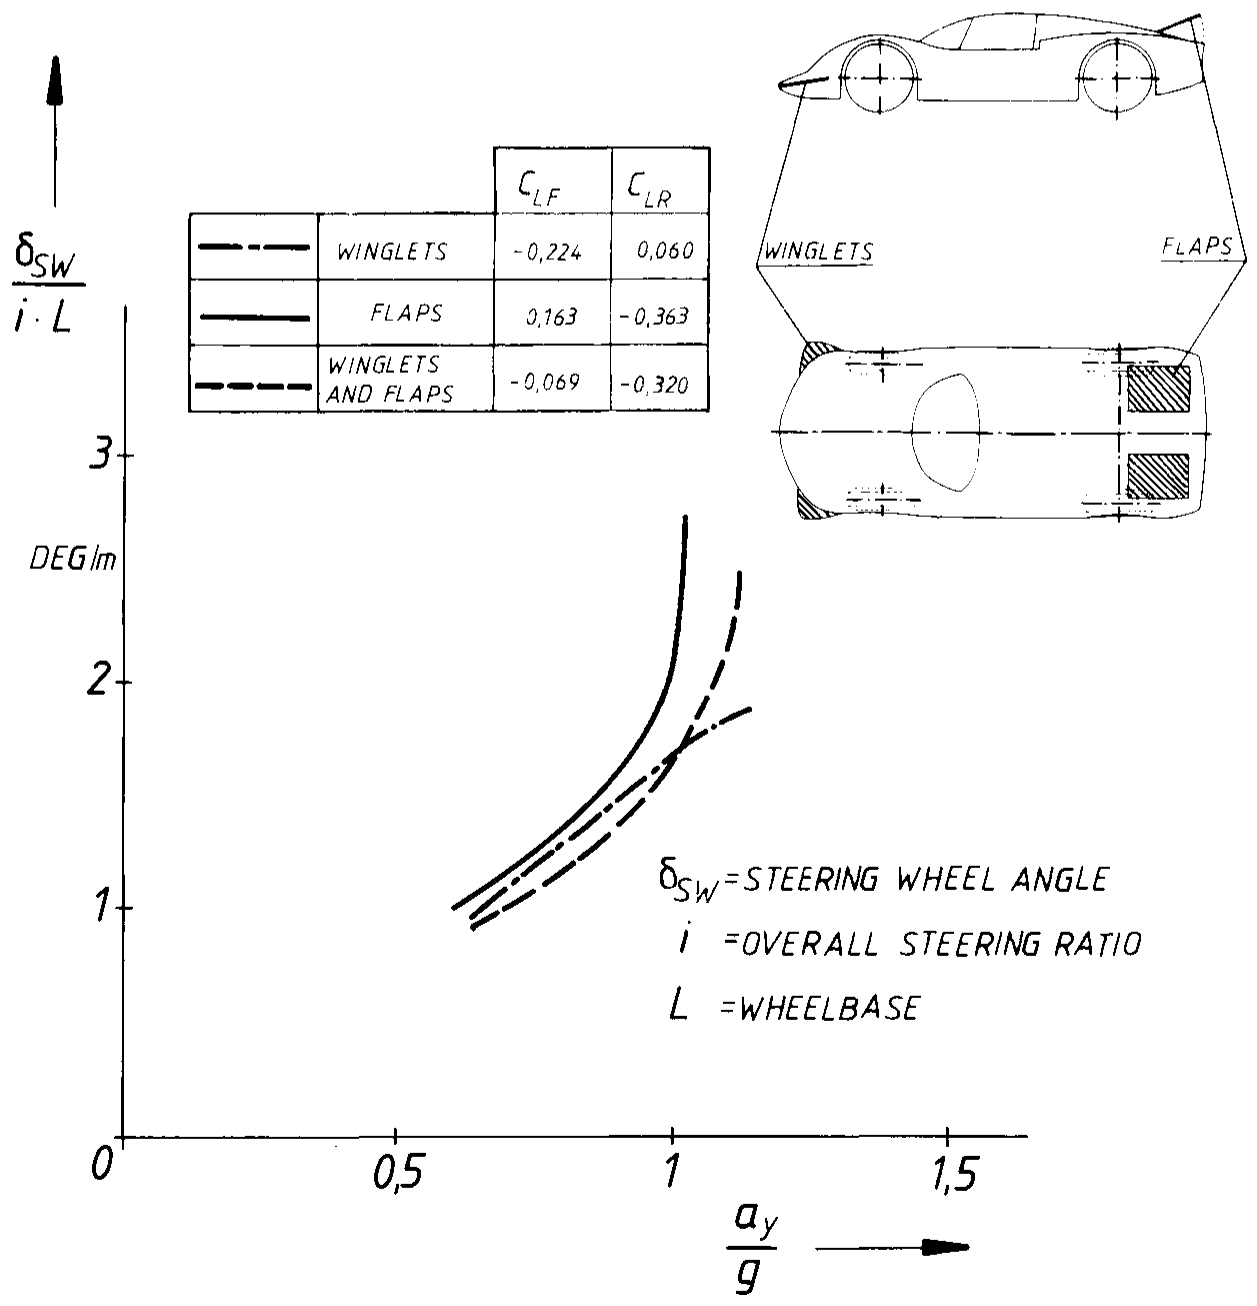 δSW
i · L
CLF CLR
WINGLETS -0,224 0,060
FLAPS 0,163 -0,363
WINGLETS AND FLAPS -0,069 -0,320
WINGLETS
FLAPS
3
DEG/m
2
1
0
0,5
1
1,5
δSW = STEERING WHEEL ANGLE
i = OVERALL STEERING RATIO
L = WHEELBASE
ay
g